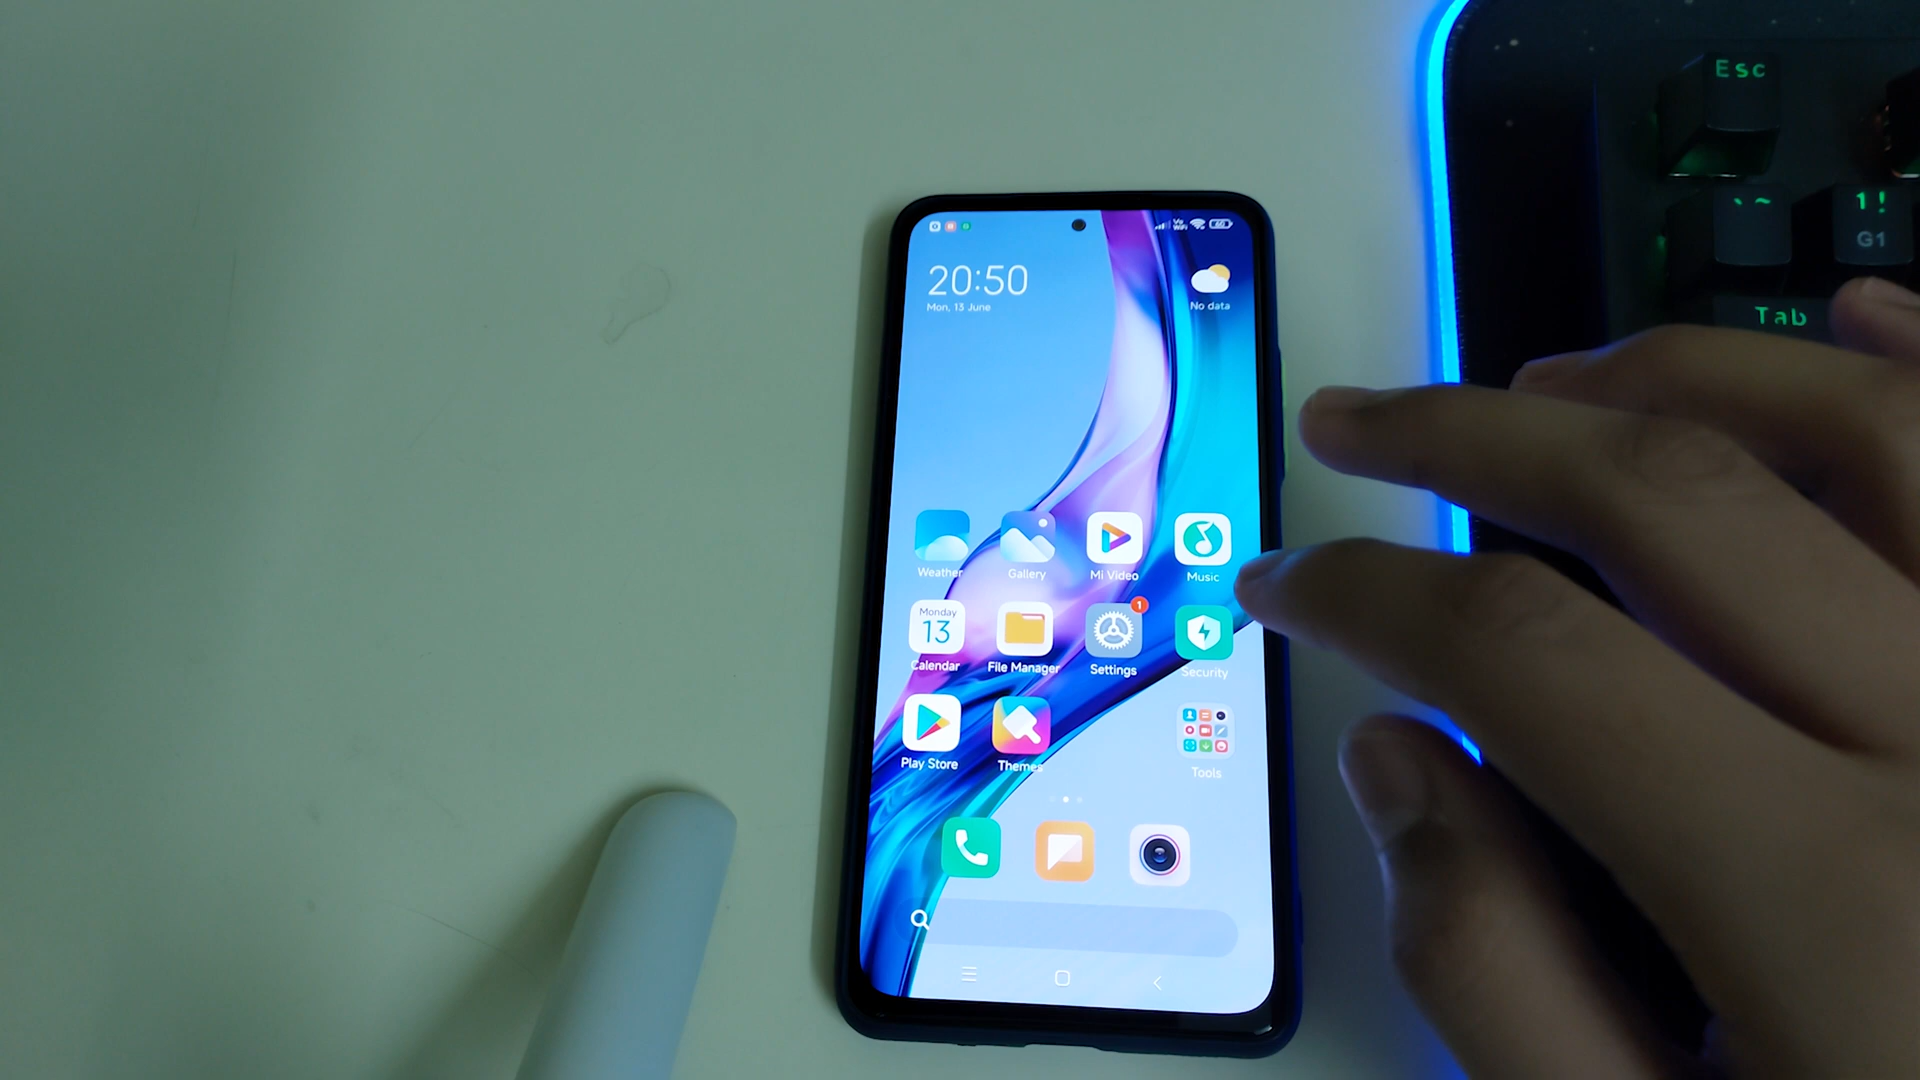 Esc
`~
1!
G1
Tab
20:50
Mon, 13 June
No data
Weather
Gallery
Mi Video
Music
Monday
13
Calendar
File Manager
1
Settings
Security
Play Store
Themes
Tools